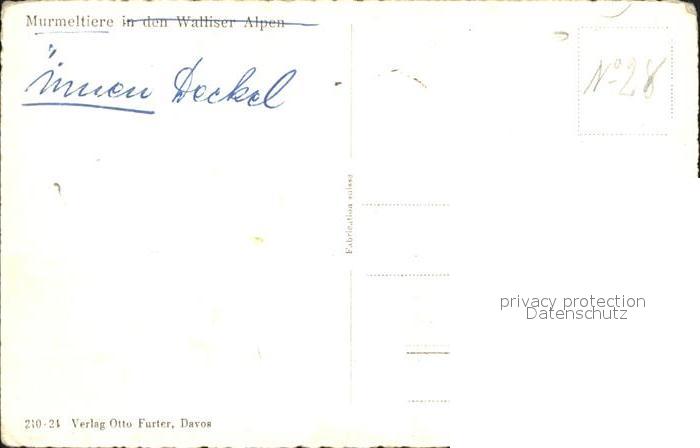 Murmeltiere in den Walliser Alpen
innen Deckel
No 28
Fabrication suisse
privacy protection
Datenschutz
210-24 Verlag Otto Furter, Davos